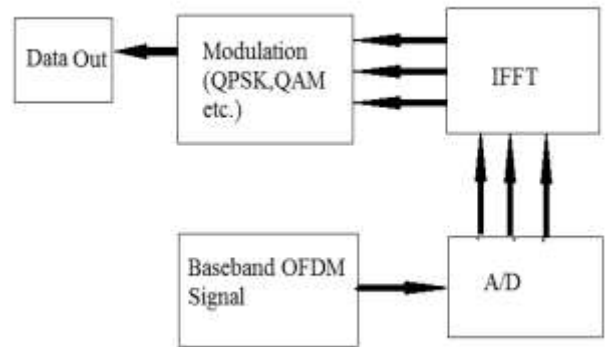 Data Out
Modulation
(QPSK,QAM
etc.)
IFFT
Baseband OFDM
Signal
A/D